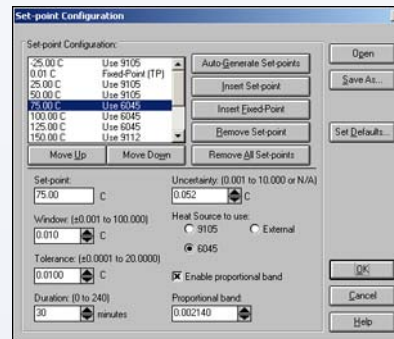 Set-point Configuration
Set-point Configuration:
-25.00 C Use 9105
0.01 C Fixed-Point (TP)
25.00 C Use 9105
50.00 C Use 9105
75.00 C Use 6045
100.00 C Use 6045
125.00 C Use 6045
150.00 C Use 9112
Move Up Move Down
Auto-Generate Set-points
Insert Set-point
Insert Fixed-Point
Remove Set-point
Remove All Set-points
Open
Save As...
Set Defaults...
Set-point:
75.00 C
Window: (±0.001 to 100.000)
0.010 C
Tolerance: (±0.0001 to 20.0000)
0.0100 C
Duration: (0 to 240)
30 minutes
Uncertainty: (0.001 to 10.000 or N/A)
0.052 C
Heat Source to use:
9105 External
6045
Enable proportional band
Proportional band:
0.002140
OK
Cancel
Help